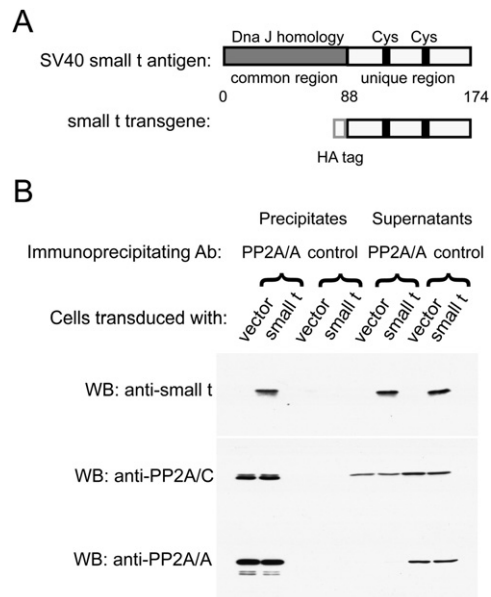 A
Dna J homology Cys Cys
SV40 small t antigen:
common region unique region
0 88 174
small t transgene:
HA tag
B
Precipitates Supernatants
Immunoprecipitating Ab: PP2A/A control PP2A/A control
Cells transduced with: vector small t vector small t vector small t vector small t
WB: anti-small t
WB: anti-PP2A/C
WB: anti-PP2A/A